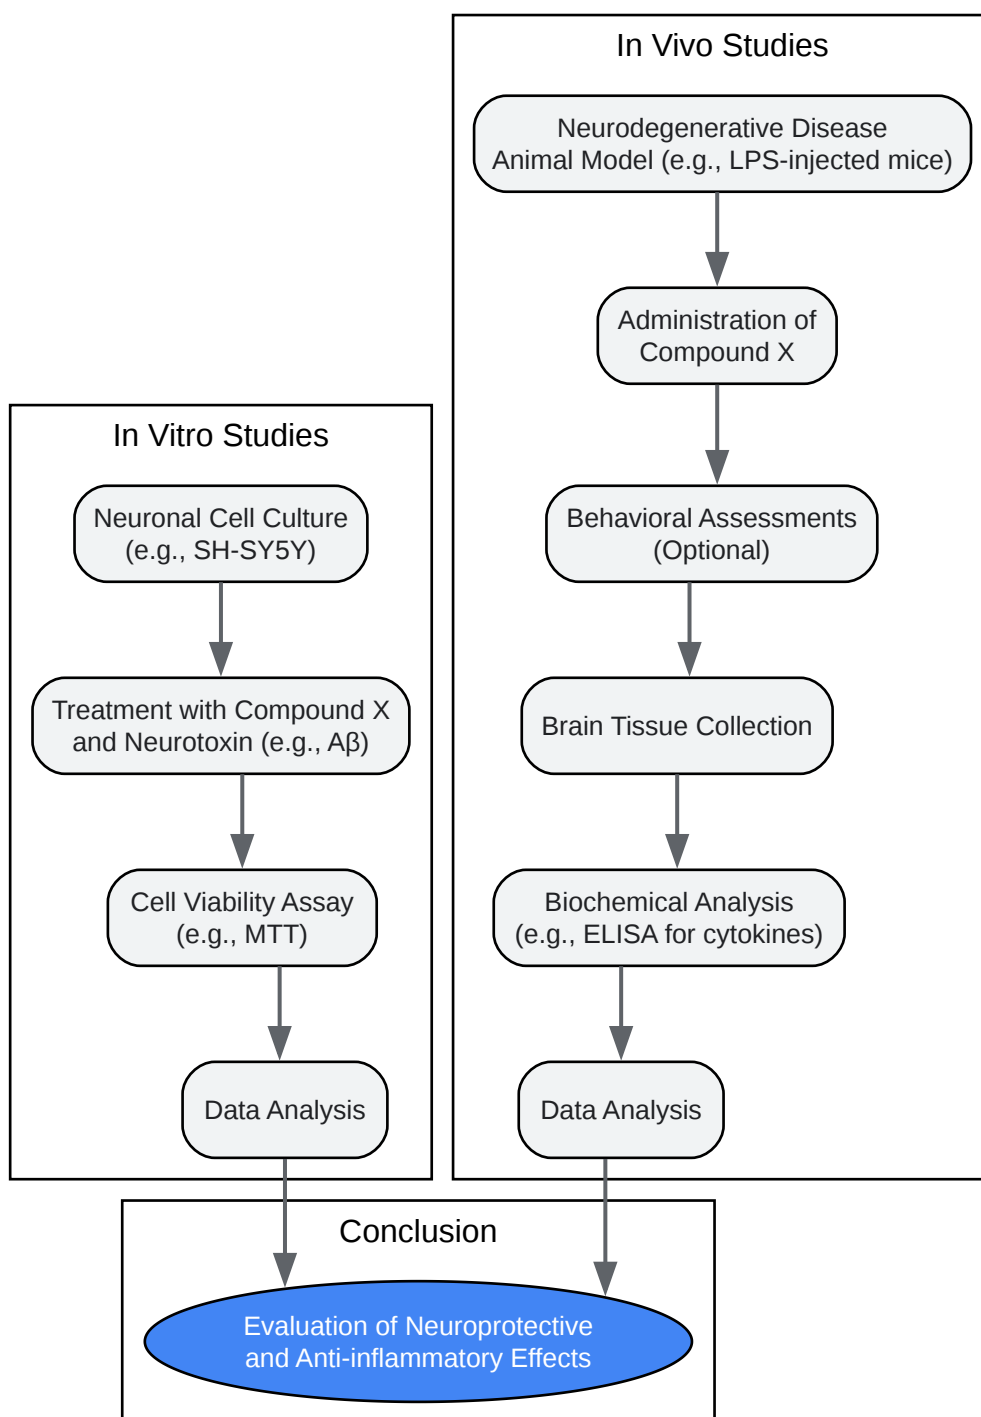 In Vivo Studies
Neurodegenerative Disease
Animal Model (e.g., LPS-injected mice)
Administration of
Compound X
Behavioral Assessments
(Optional)
Brain Tissue Collection
Biochemical Analysis
(e.g., ELISA for cytokines)
Data Analysis
In Vitro Studies
Neuronal Cell Culture
(e.g., SH-SY5Y)
Treatment with Compound X
and Neurotoxin (e.g., Aβ)
Cell Viability Assay
(e.g., MTT)
Data Analysis
Conclusion
Evaluation of Neuroprotective
and Anti-inflammatory Effects